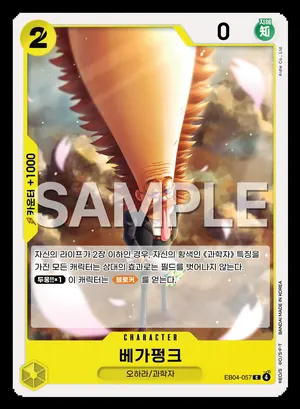 2
0
지혜
知
카운터 +1000
SAMPLE
자신의 라이프가 2장 이하인 경우, 자신의 황색인 《과학자》 특징을
가진 모든 캐릭터는 상대의 효과로는 필드를 벗어나지 않는다.
두웅!!×1 이 캐릭터는 블로커 를 얻는다.
CHARACTER
베가펑크
오하라/과학자
EB04-057
BANDAI MADE IN KOREA